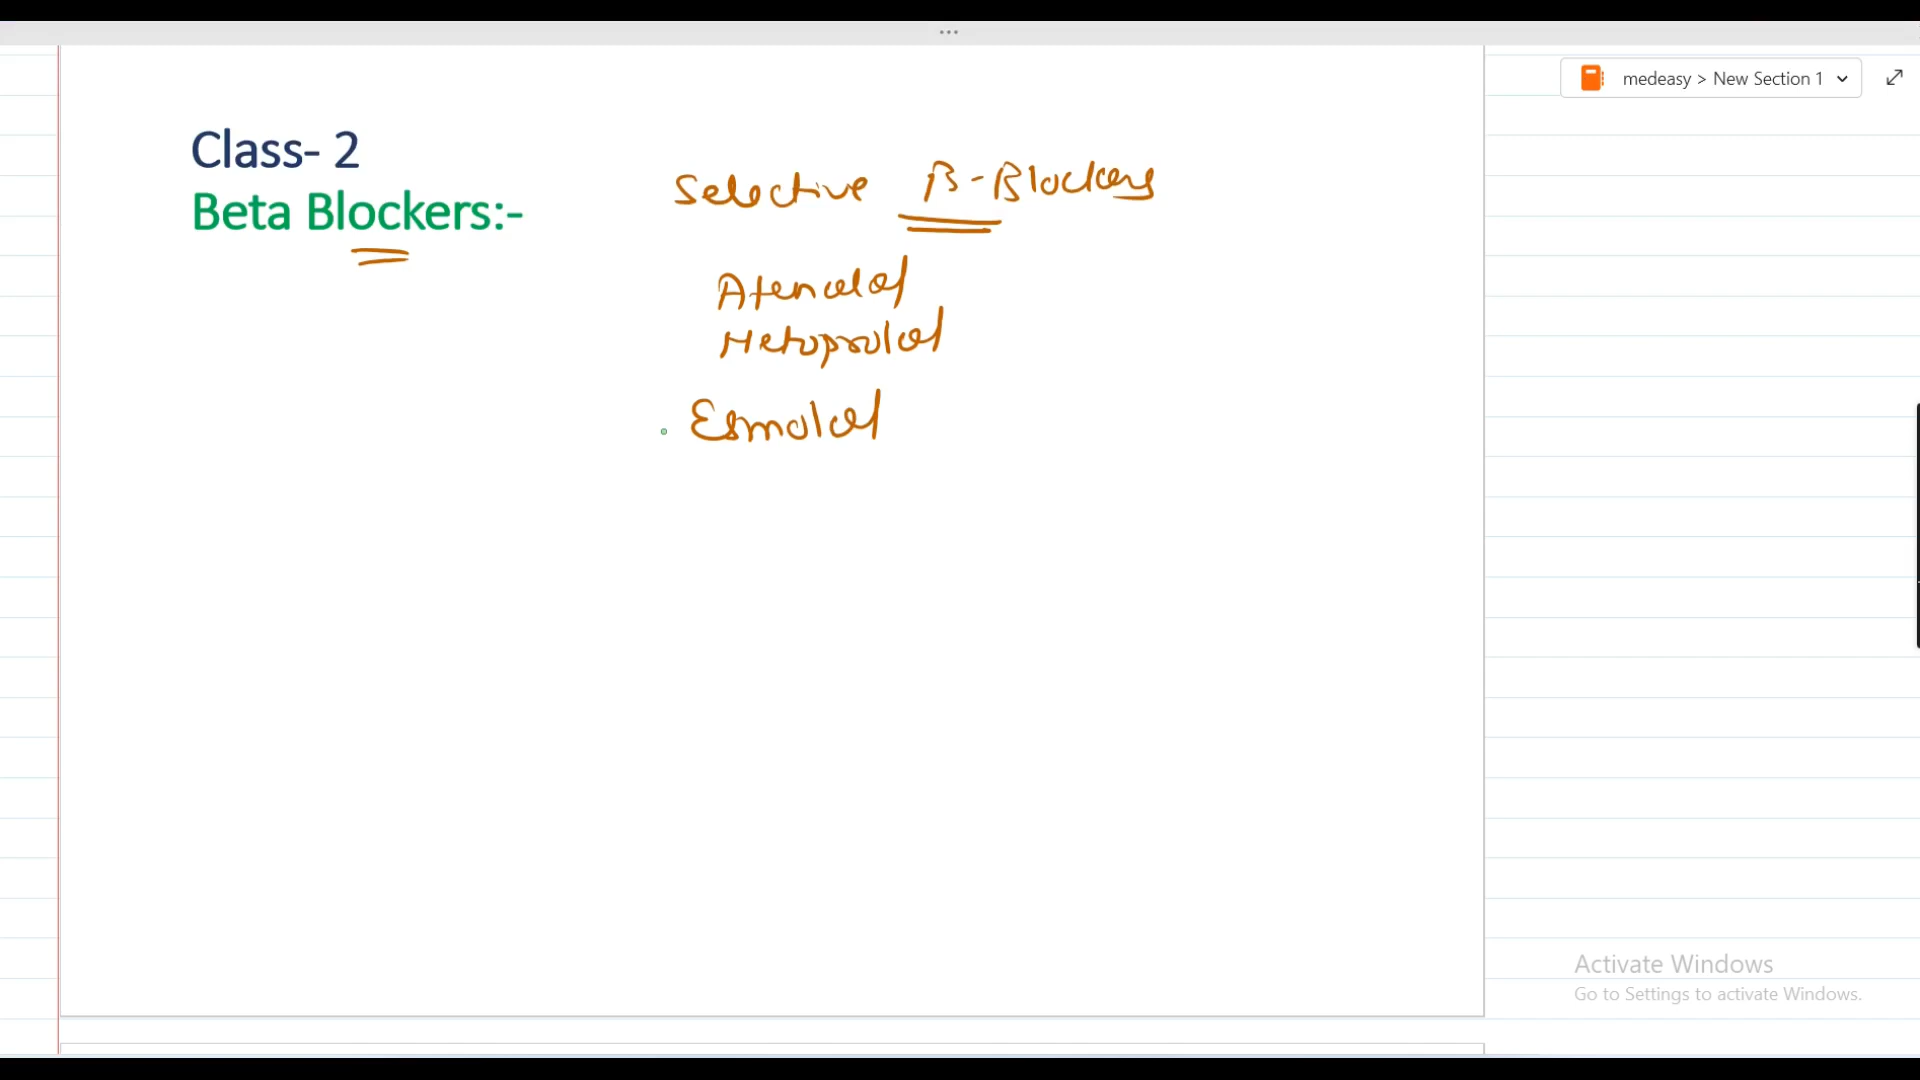 medeasy > New Section 1
Class- 2
Beta Blockers:-
Selective β-Blockers
Atenolol
Metoprolol
Esmolol
Activate Windows
Go to Settings to activate Windows.